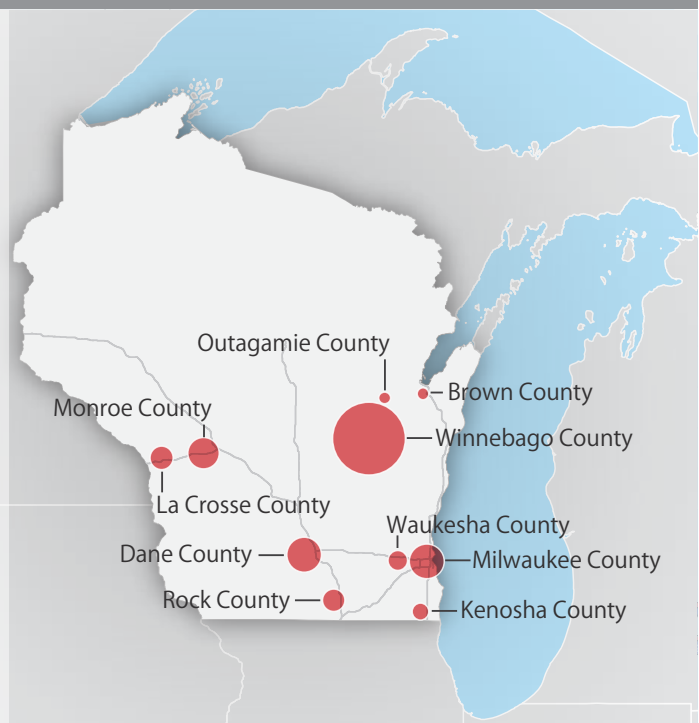 Outagamie County
Brown County
Monroe County
Winnebago County
La Crosse County
Waukesha County
Dane County
Milwaukee County
Rock County
Kenosha County